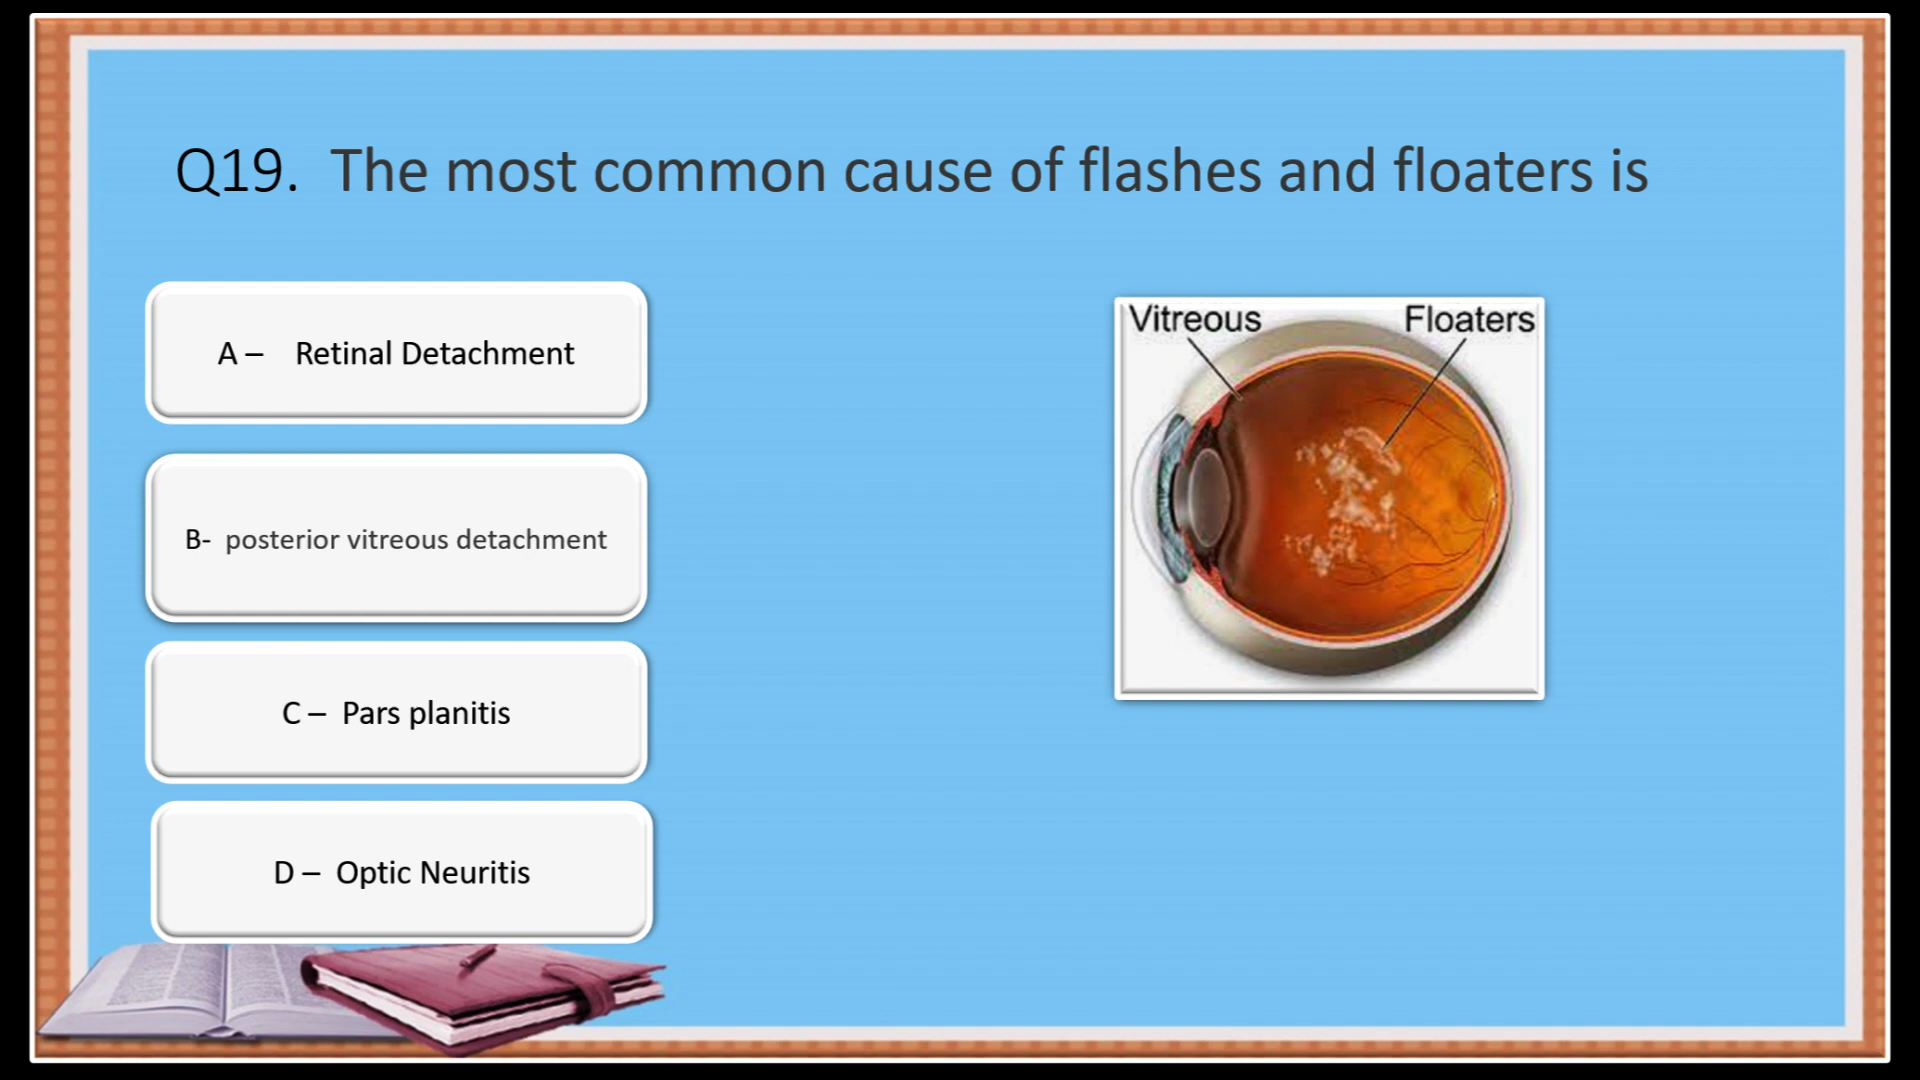 Q19. The most common cause of flashes and floaters is
A – Retinal Detachment
B- posterior vitreous detachment
C – Pars planitis
D – Optic Neuritis
Vitreous
Floaters